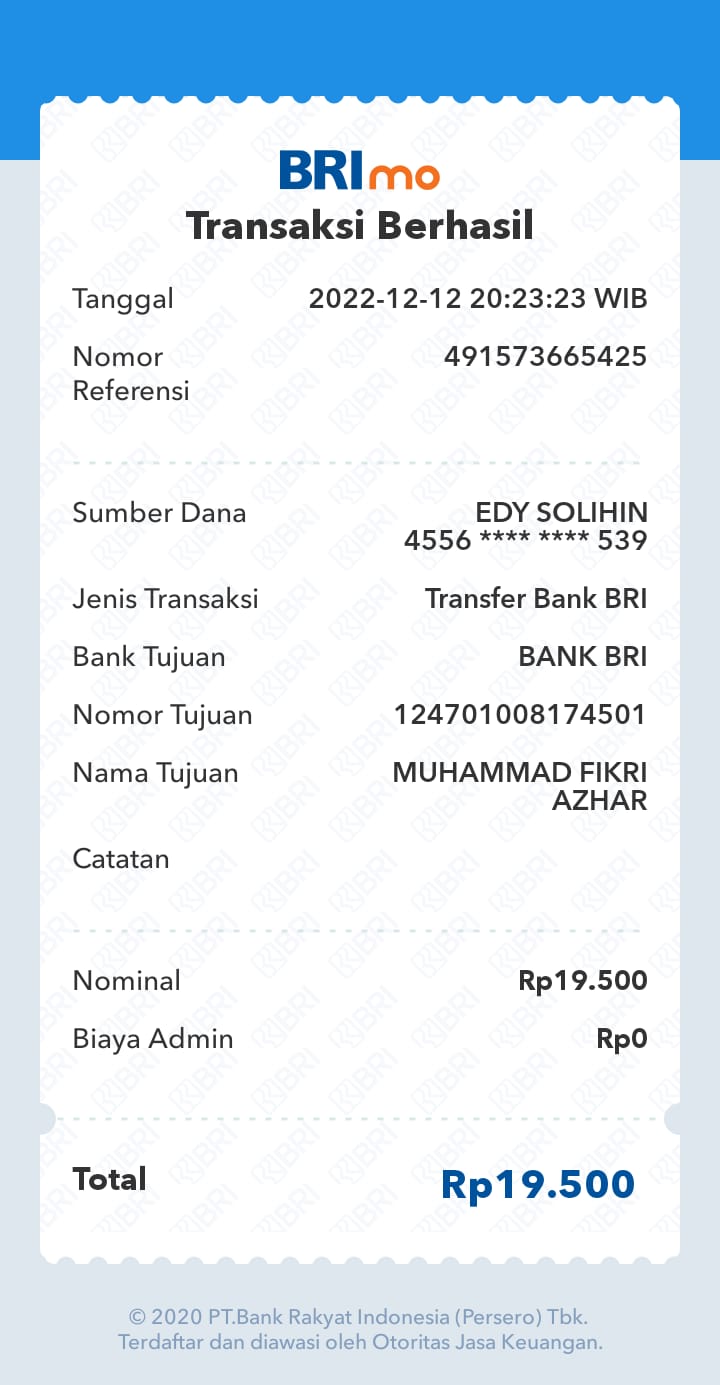 BRImo
Transaksi Berhasil
Tanggal 2022-12-12 20:23:23 WIB
Nomor Referensi 491573665425
Sumber Dana EDY SOLIHIN
4556 **** **** 539
Jenis Transaksi Transfer Bank BRI
Bank Tujuan BANK BRI
Nomor Tujuan 124701008174501
Nama Tujuan MUHAMMAD FIKRI
AZHAR
Catatan
Nominal Rp19.500
Biaya Admin Rp0
Total Rp19.500
© 2020 PT.Bank Rakyat Indonesia (Persero) Tbk.
Terdaftar dan diawasi oleh Otoritas Jasa Keuangan.